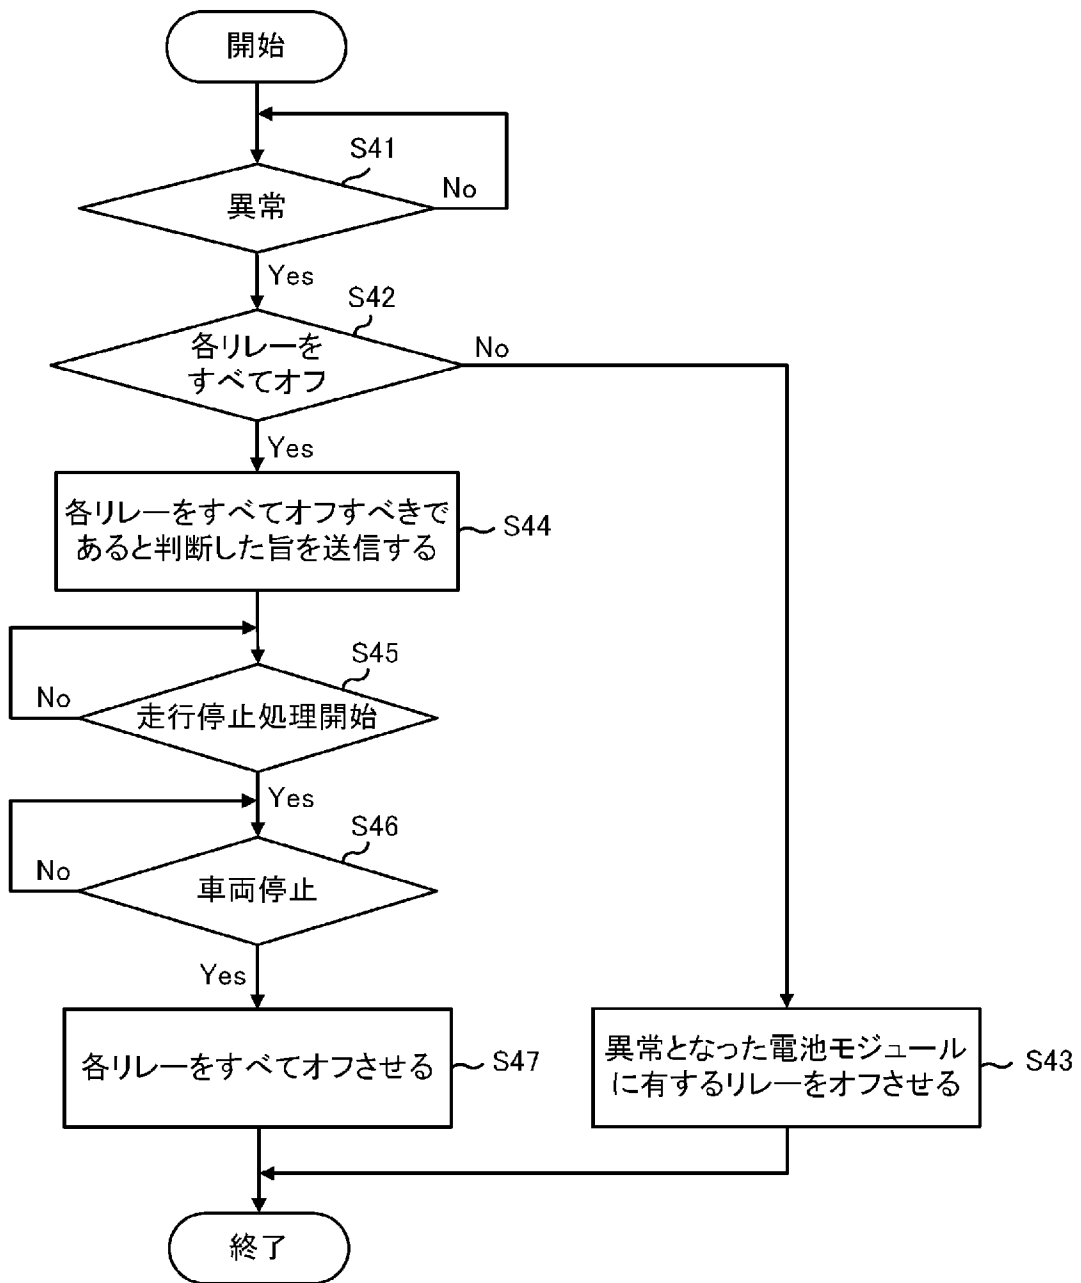 開始
S41
異常
No
Yes
S42
各リレーを
すべてオフ
No
Yes
各リレーをすべてオフすべきで
あると判断した旨を送信する
S44
S45
走行停止処理開始
No
Yes
S46
車両停止
No
Yes
各リレーをすべてオフさせる
S47
異常となった電池モジュール
に有するリレーをオフさせる
S43
終了